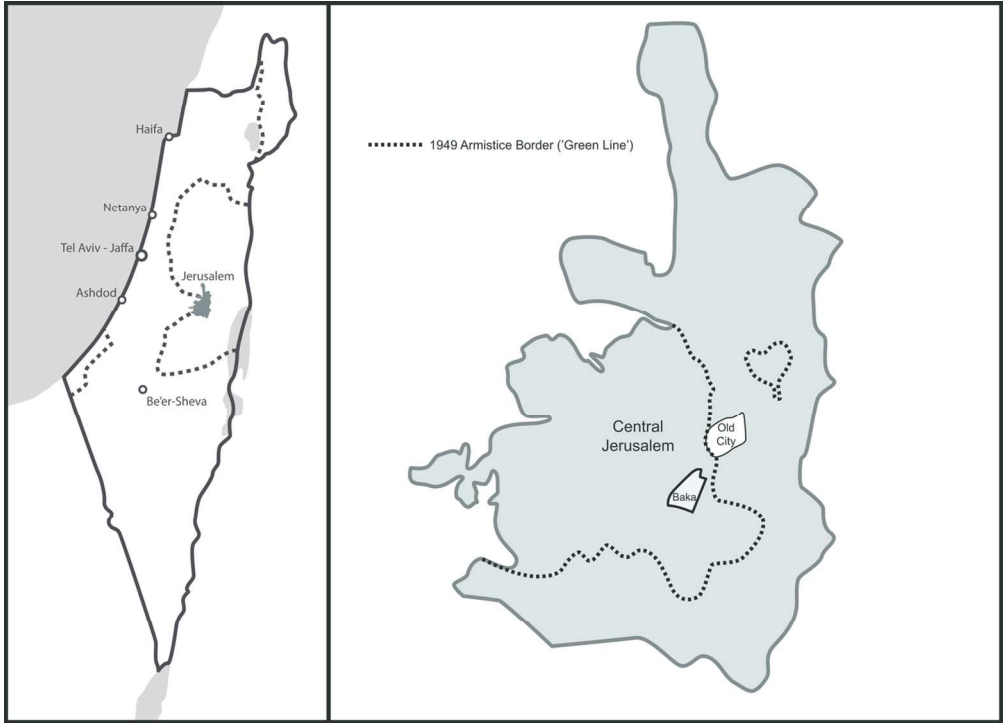 Haifa
Netanya
Tel Aviv - Jaffa
Jerusalem
Ashdod
Be'er-Sheva
1949 Armistice Border ('Green Line')
Central
Jerusalem
Old
City
Baka